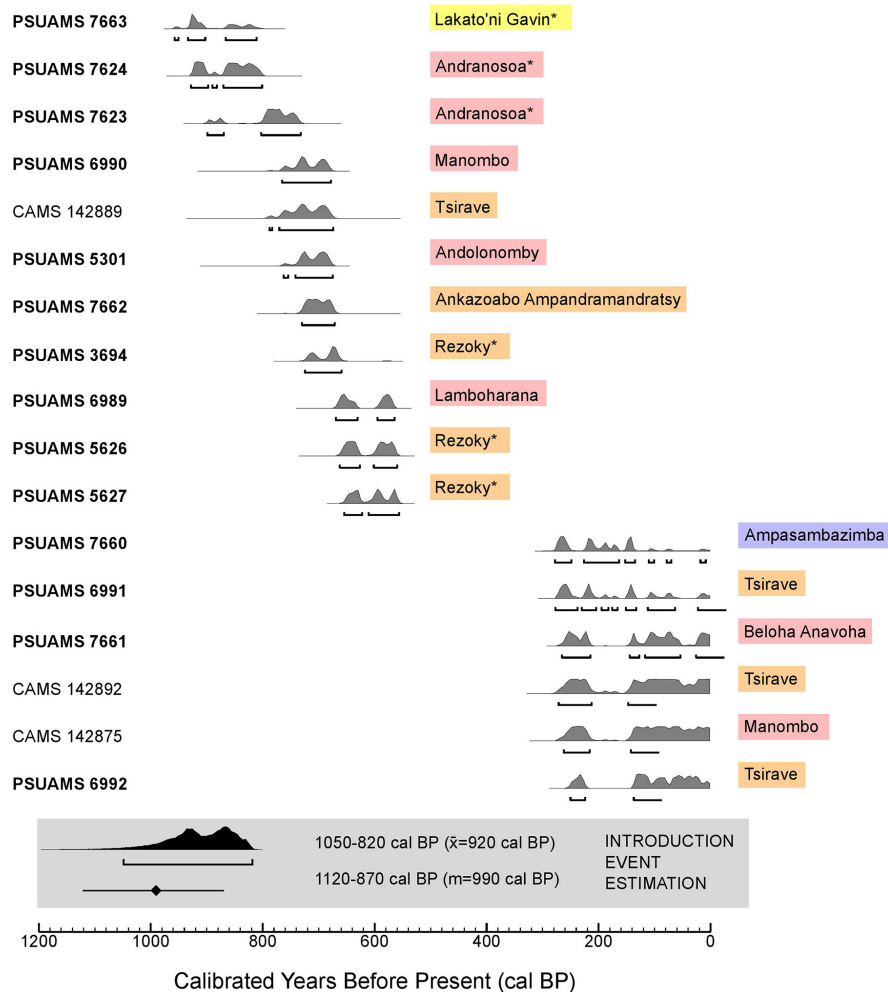 PSUAMS 7663 Lakato'ni Gavin*
PSUAMS 7624 Andranosoa*
PSUAMS 7623 Andranosoa*
PSUAMS 6990 Manombo
CAMS 142889 Tsirave
PSUAMS 5301 Andolonomby
PSUAMS 7662 Ankazoabo Ampandramandratsy
PSUAMS 3694 Rezoky*
PSUAMS 6989 Lamboharana
PSUAMS 5626 Rezoky*
PSUAMS 5627 Rezoky*
PSUAMS 7660 Ampasambazimba
PSUAMS 6991 Tsirave
PSUAMS 7661 Beloha Anavoha
CAMS 142892 Tsirave
CAMS 142875 Manombo
PSUAMS 6992 Tsirave
1050-820 cal BP (x̄=920 cal BP) INTRODUCTION
EVENT
1120-870 cal BP (m=990 cal BP) ESTIMATION
1200 1000 800 600 400 200 0
Calibrated Years Before Present (cal BP)